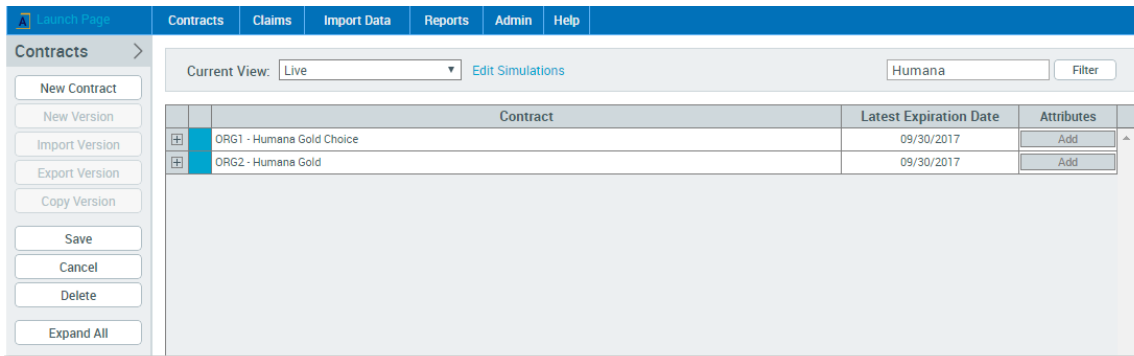 A Launch Page Contracts Claims Import Data Reports Admin Help
Contracts
New Contract
New Version
Import Version
Export Version
Copy Version
Save
Cancel
Delete
Expand All
Current View: Live Edit Simulations Humana Filter
Contract Latest Expiration Date Attributes
ORG1 - Humana Gold Choice 09/30/2017 Add
ORG2 - Humana Gold 09/30/2017 Add